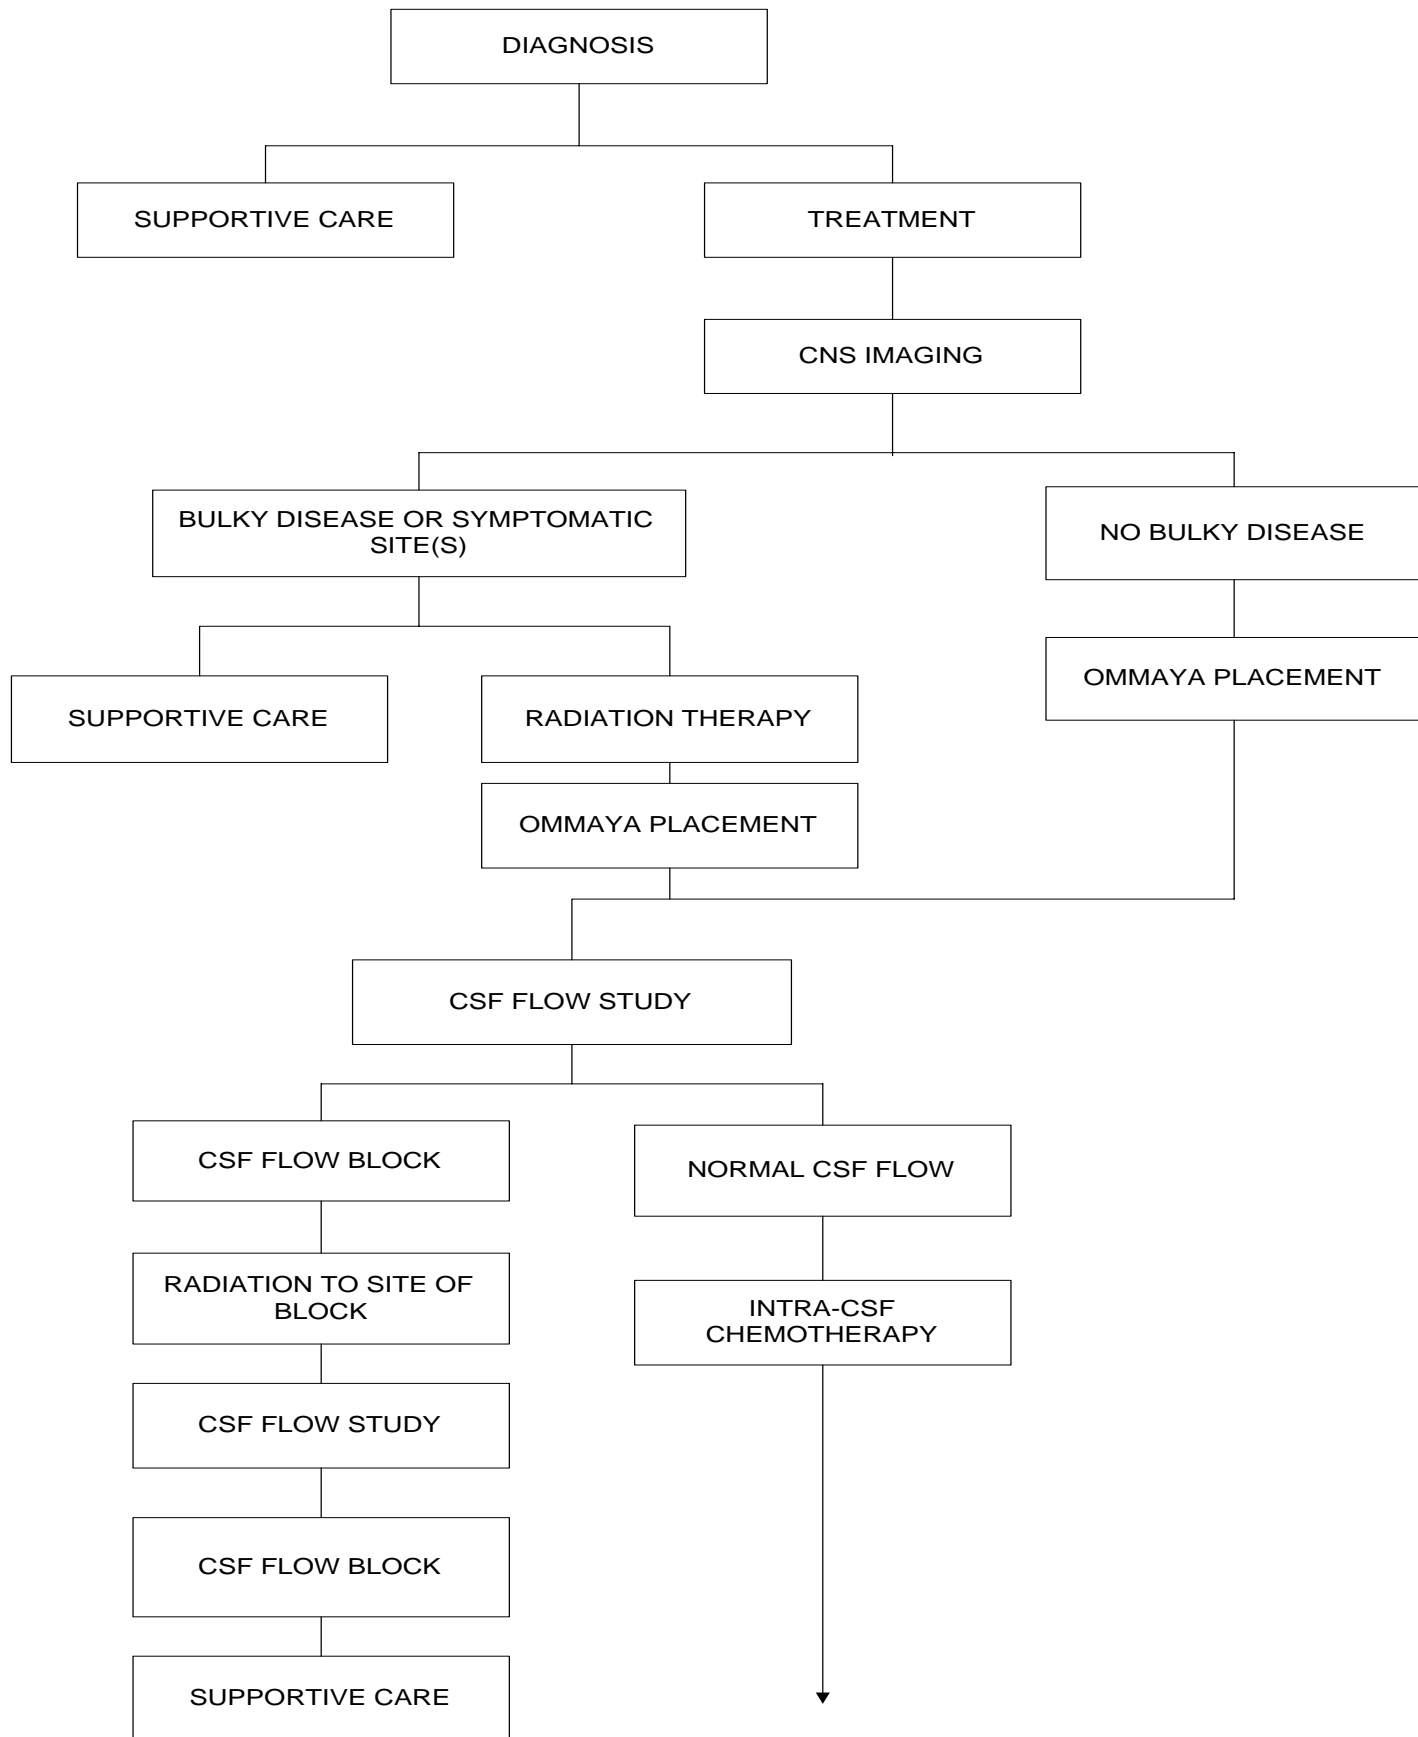 DIAGNOSIS
SUPPORTIVE CARE
TREATMENT
CNS IMAGING
BULKY DISEASE OR SYMPTOMATIC
SITE(S)
NO BULKY DISEASE
SUPPORTIVE CARE
RADIATION THERAPY
OMMAYA PLACEMENT
OMMAYA PLACEMENT
CSF FLOW STUDY
CSF FLOW BLOCK
NORMAL CSF FLOW
RADIATION TO SITE OF
BLOCK
INTRA-CSF
CHEMOTHERAPY
CSF FLOW STUDY
CSF FLOW BLOCK
SUPPORTIVE CARE